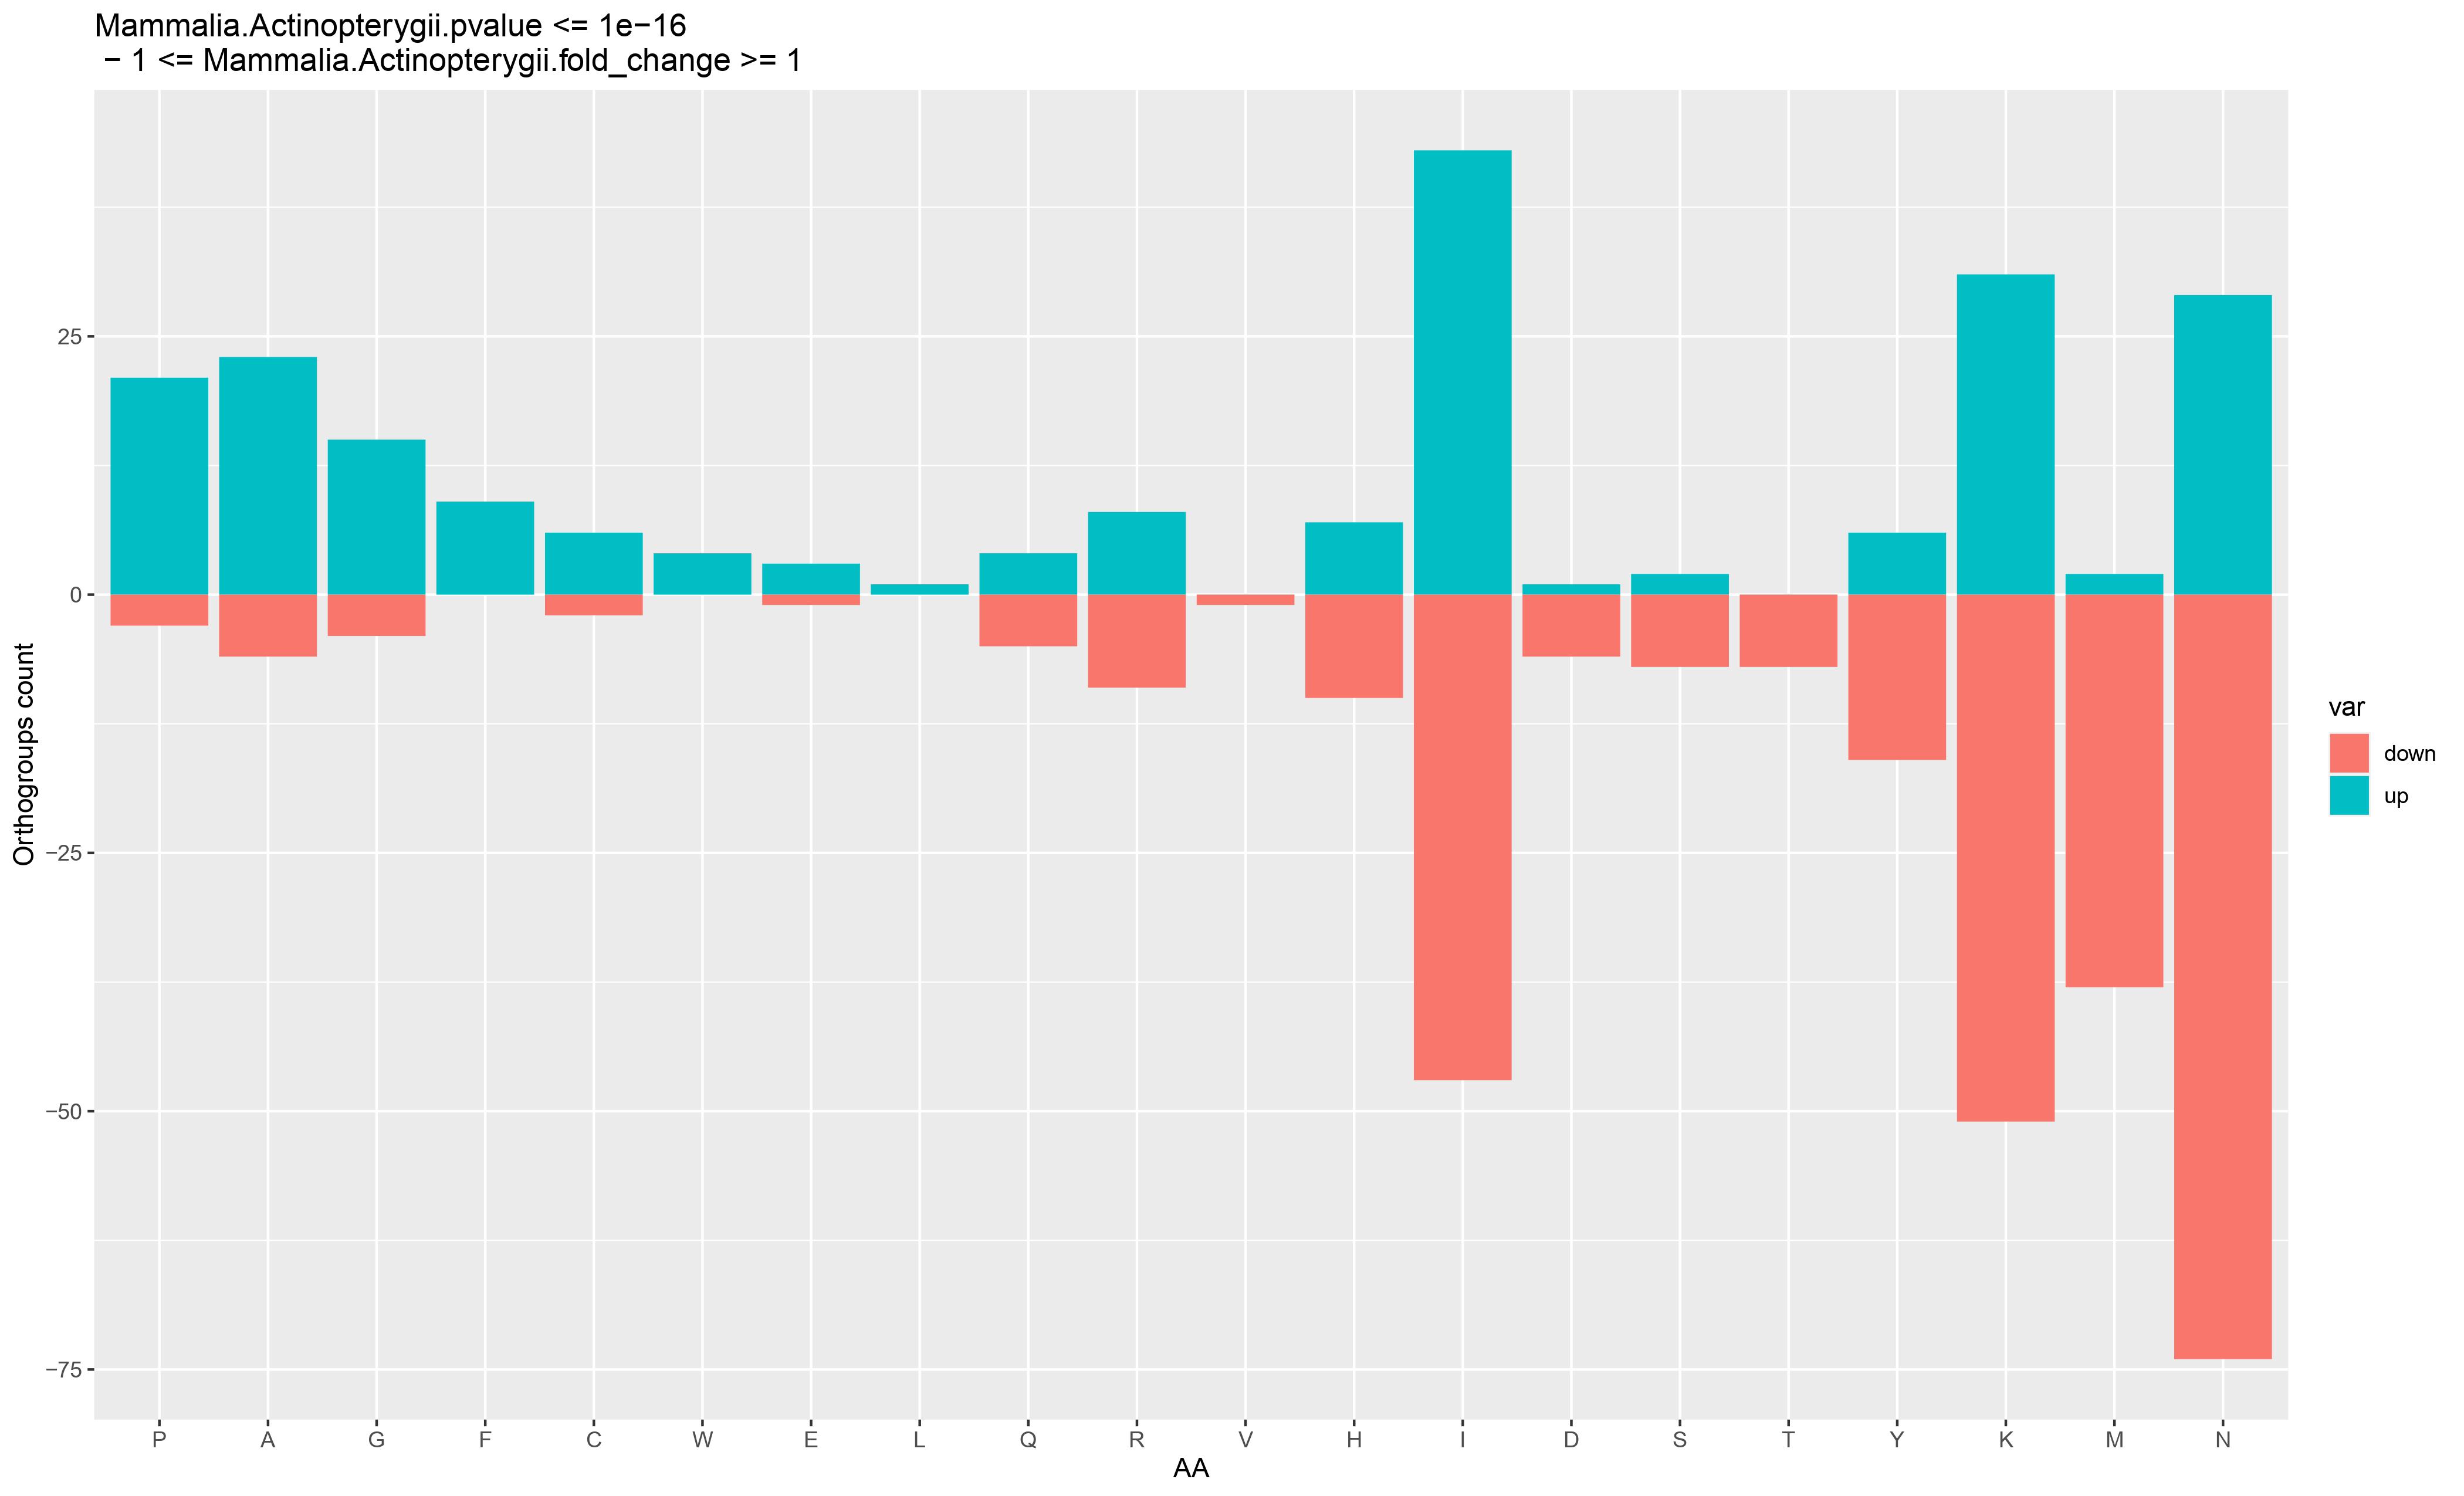 Mammalia.Actinopterygii.pvalue <= 1e−16
− 1 <= Mammalia.Actinopterygii.fold_change >= 1
25
0
−25
−50
−75
Orthogroups count
P A G F C W E L Q R V H I D S T Y K M N
AA
var
down
up